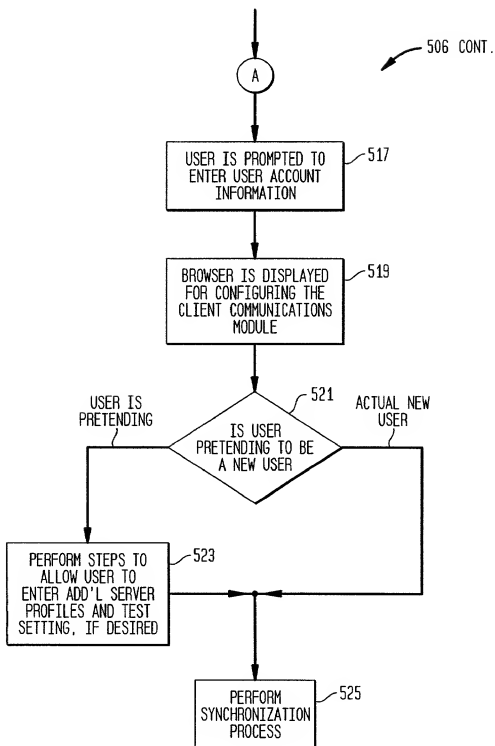 506 CONT.
A
USER IS PROMPTED TO
ENTER USER ACCOUNT
INFORMATION
517
BROWSER IS DISPLAYED
FOR CONFIGURING THE
CLIENT COMMUNICATIONS
MODULE
519
521
USER IS
PRETENDING
ACTUAL NEW
USER
IS USER
PRETENDING TO BE
A NEW USER
523
PERFORM STEPS TO
ALLOW USER TO
ENTER ADD'L SERVER
PROFILES AND TEST
SETTING, IF DESIRED
PERFORM
SYNCHRONIZATION
PROCESS
525